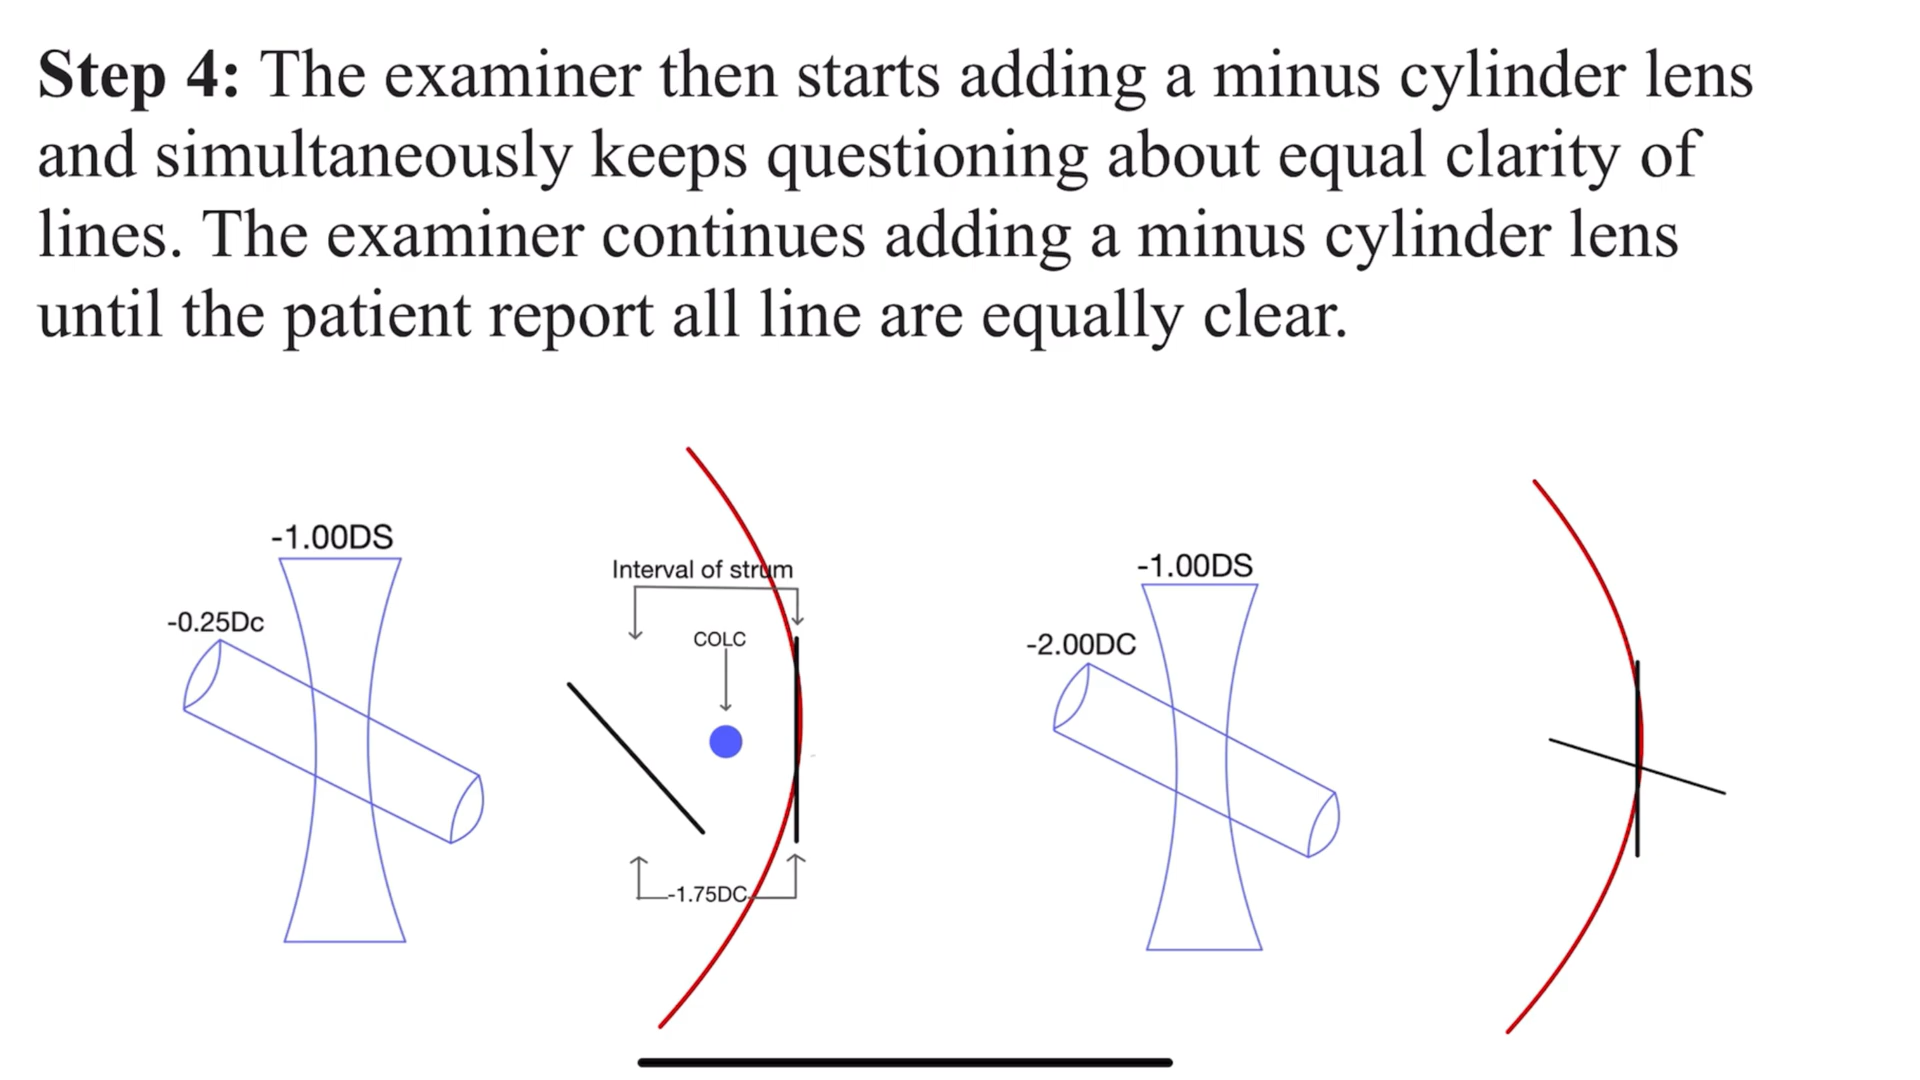 Step 4: The examiner then starts adding a minus cylinder lens
and simultaneously keeps questioning about equal clarity of
lines. The examiner continues adding a minus cylinder lens
until the patient report all line are equally clear.
-1.00DS
-0.25Dc
Interval of strum
COLC
-1.75DC
-1.00DS
-2.00DC